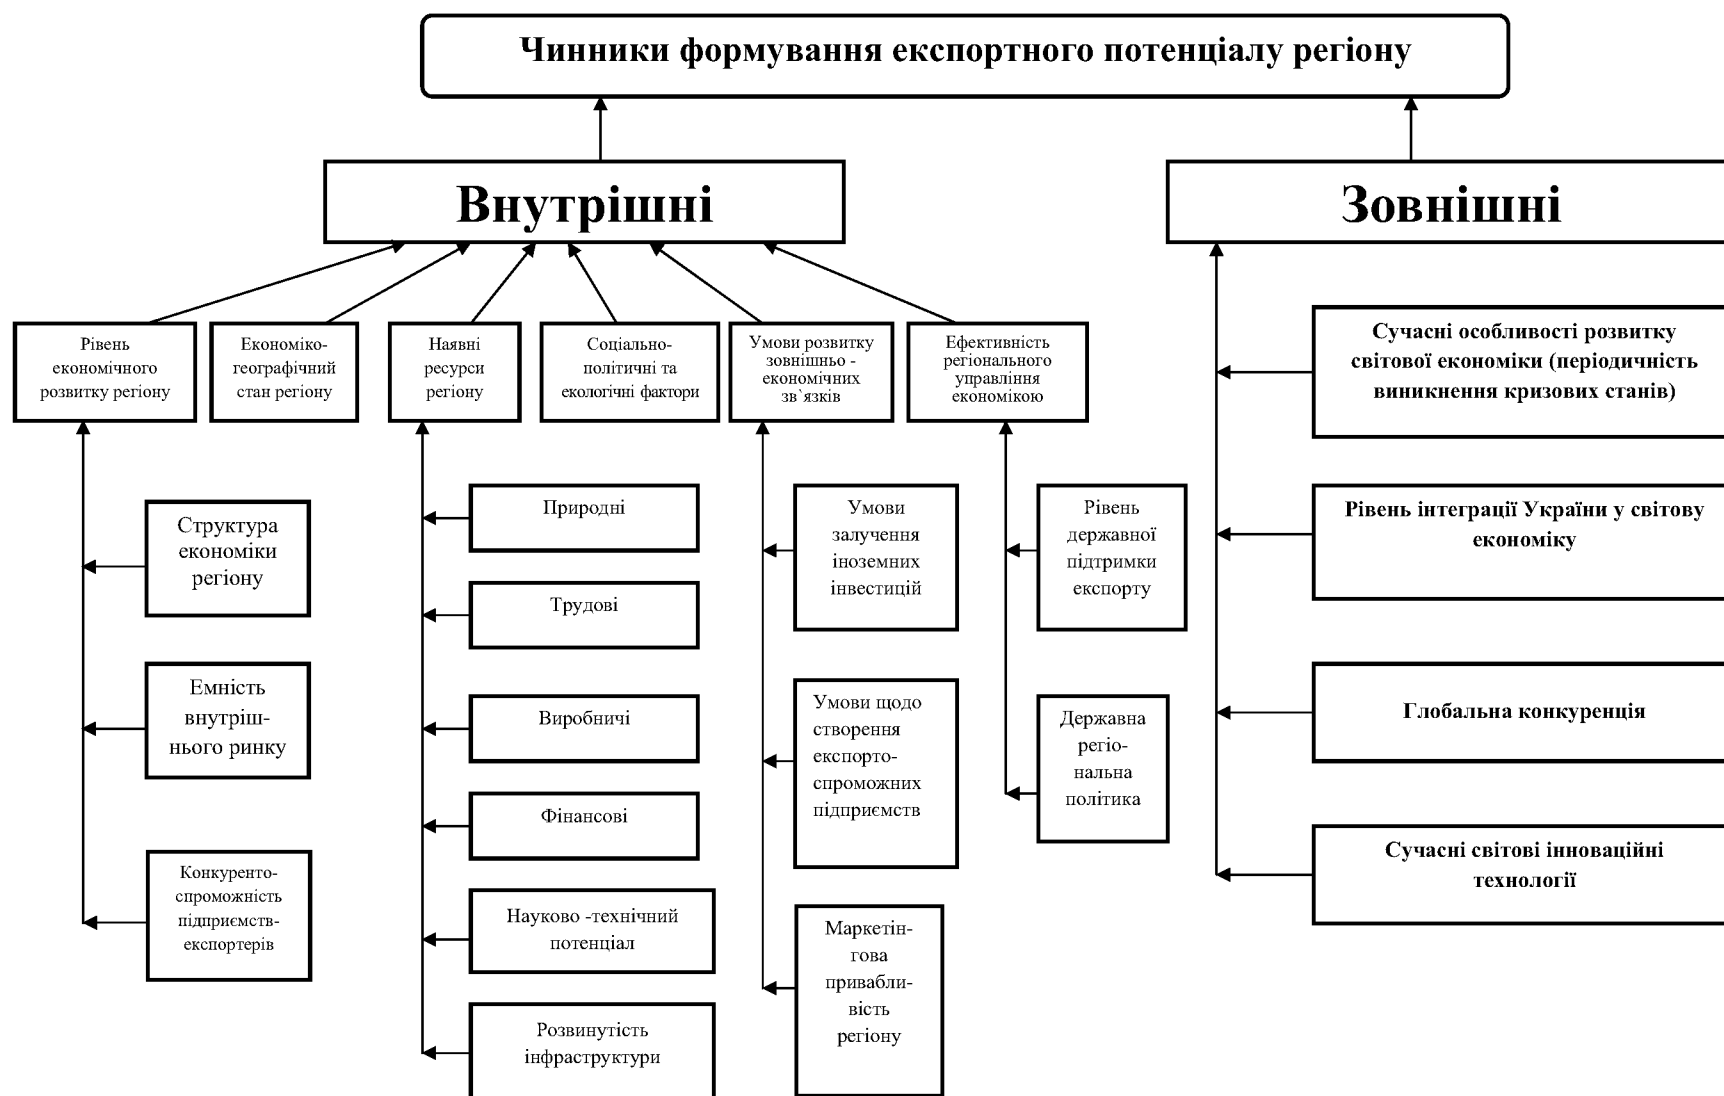 Чинники формування експортного потенціалу регіону
Внутрішні
Зовнішні
Рівень
економічного
розвитку регіону
Економіко-
географічний
стан регіону
Наявні
ресурси
регіону
Соціально-
політичні та
екологічні фактори
Умови розвитку
зовнішньо -
економічних
зв`язків
Ефективність
регіонального
управління
економікою
Структура
економіки
регіону
Емність
внутріш-
нього ринку
Конкуренто-
спроможність
підприємств-
експортерів
Природні
Трудові
Виробничі
Фінансові
Науково -технічний
потенціал
Розвинутість
інфраструктури
Умови
залучення
іноземних
інвестицій
Умови щодо
створення
експорто-
спроможних
підприємств
Маркетін-
гова
привабли-
вість
регіону
Рівень
державної
підтримки
експорту
Державна
регіо-
нальна
політика
Сучасні особливості розвитку
світової економіки (періодичність
виникнення кризових станів)
Рівень інтеграції України у світову
економіку
Глобальна конкуренція
Сучасні світові інноваційні
технології